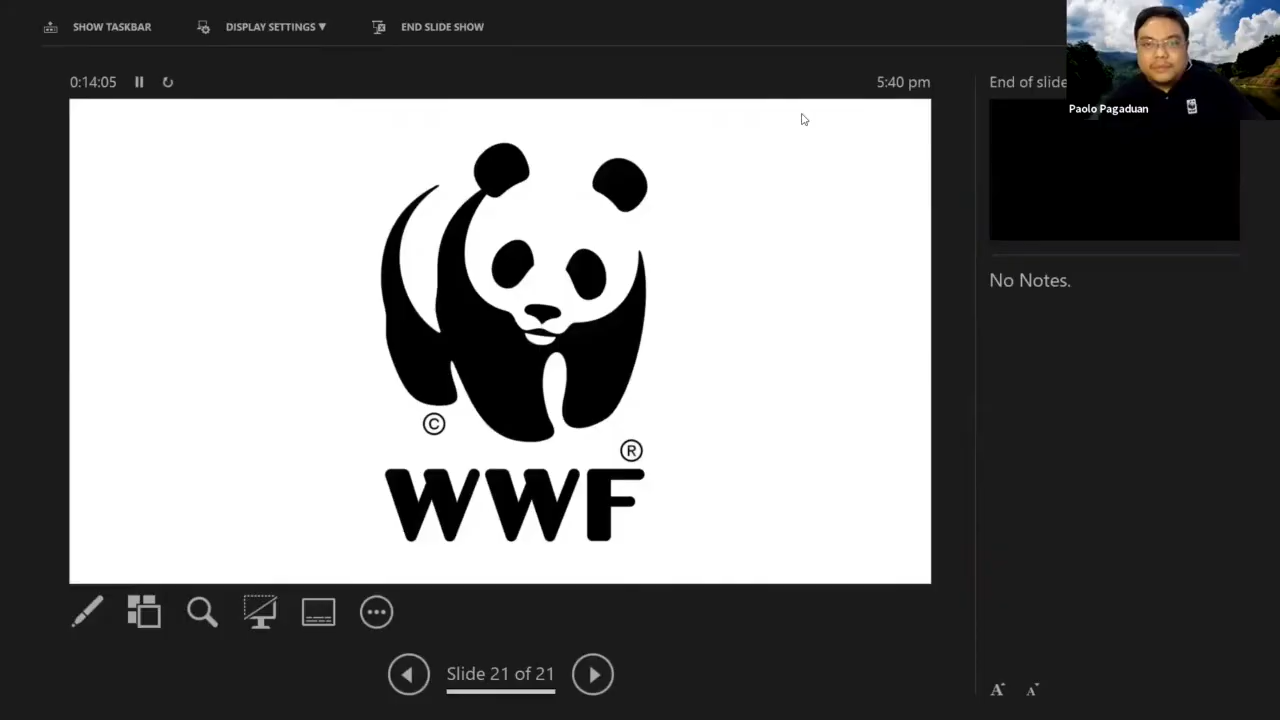 SHOW TASKBAR
DISPLAY SETTINGS ▼
END SLIDE SHOW
0:14:05
5:40 pm
End of slide
Paolo Pagaduan
No Notes.
©
®
WWF
Slide 21 of 21
A A